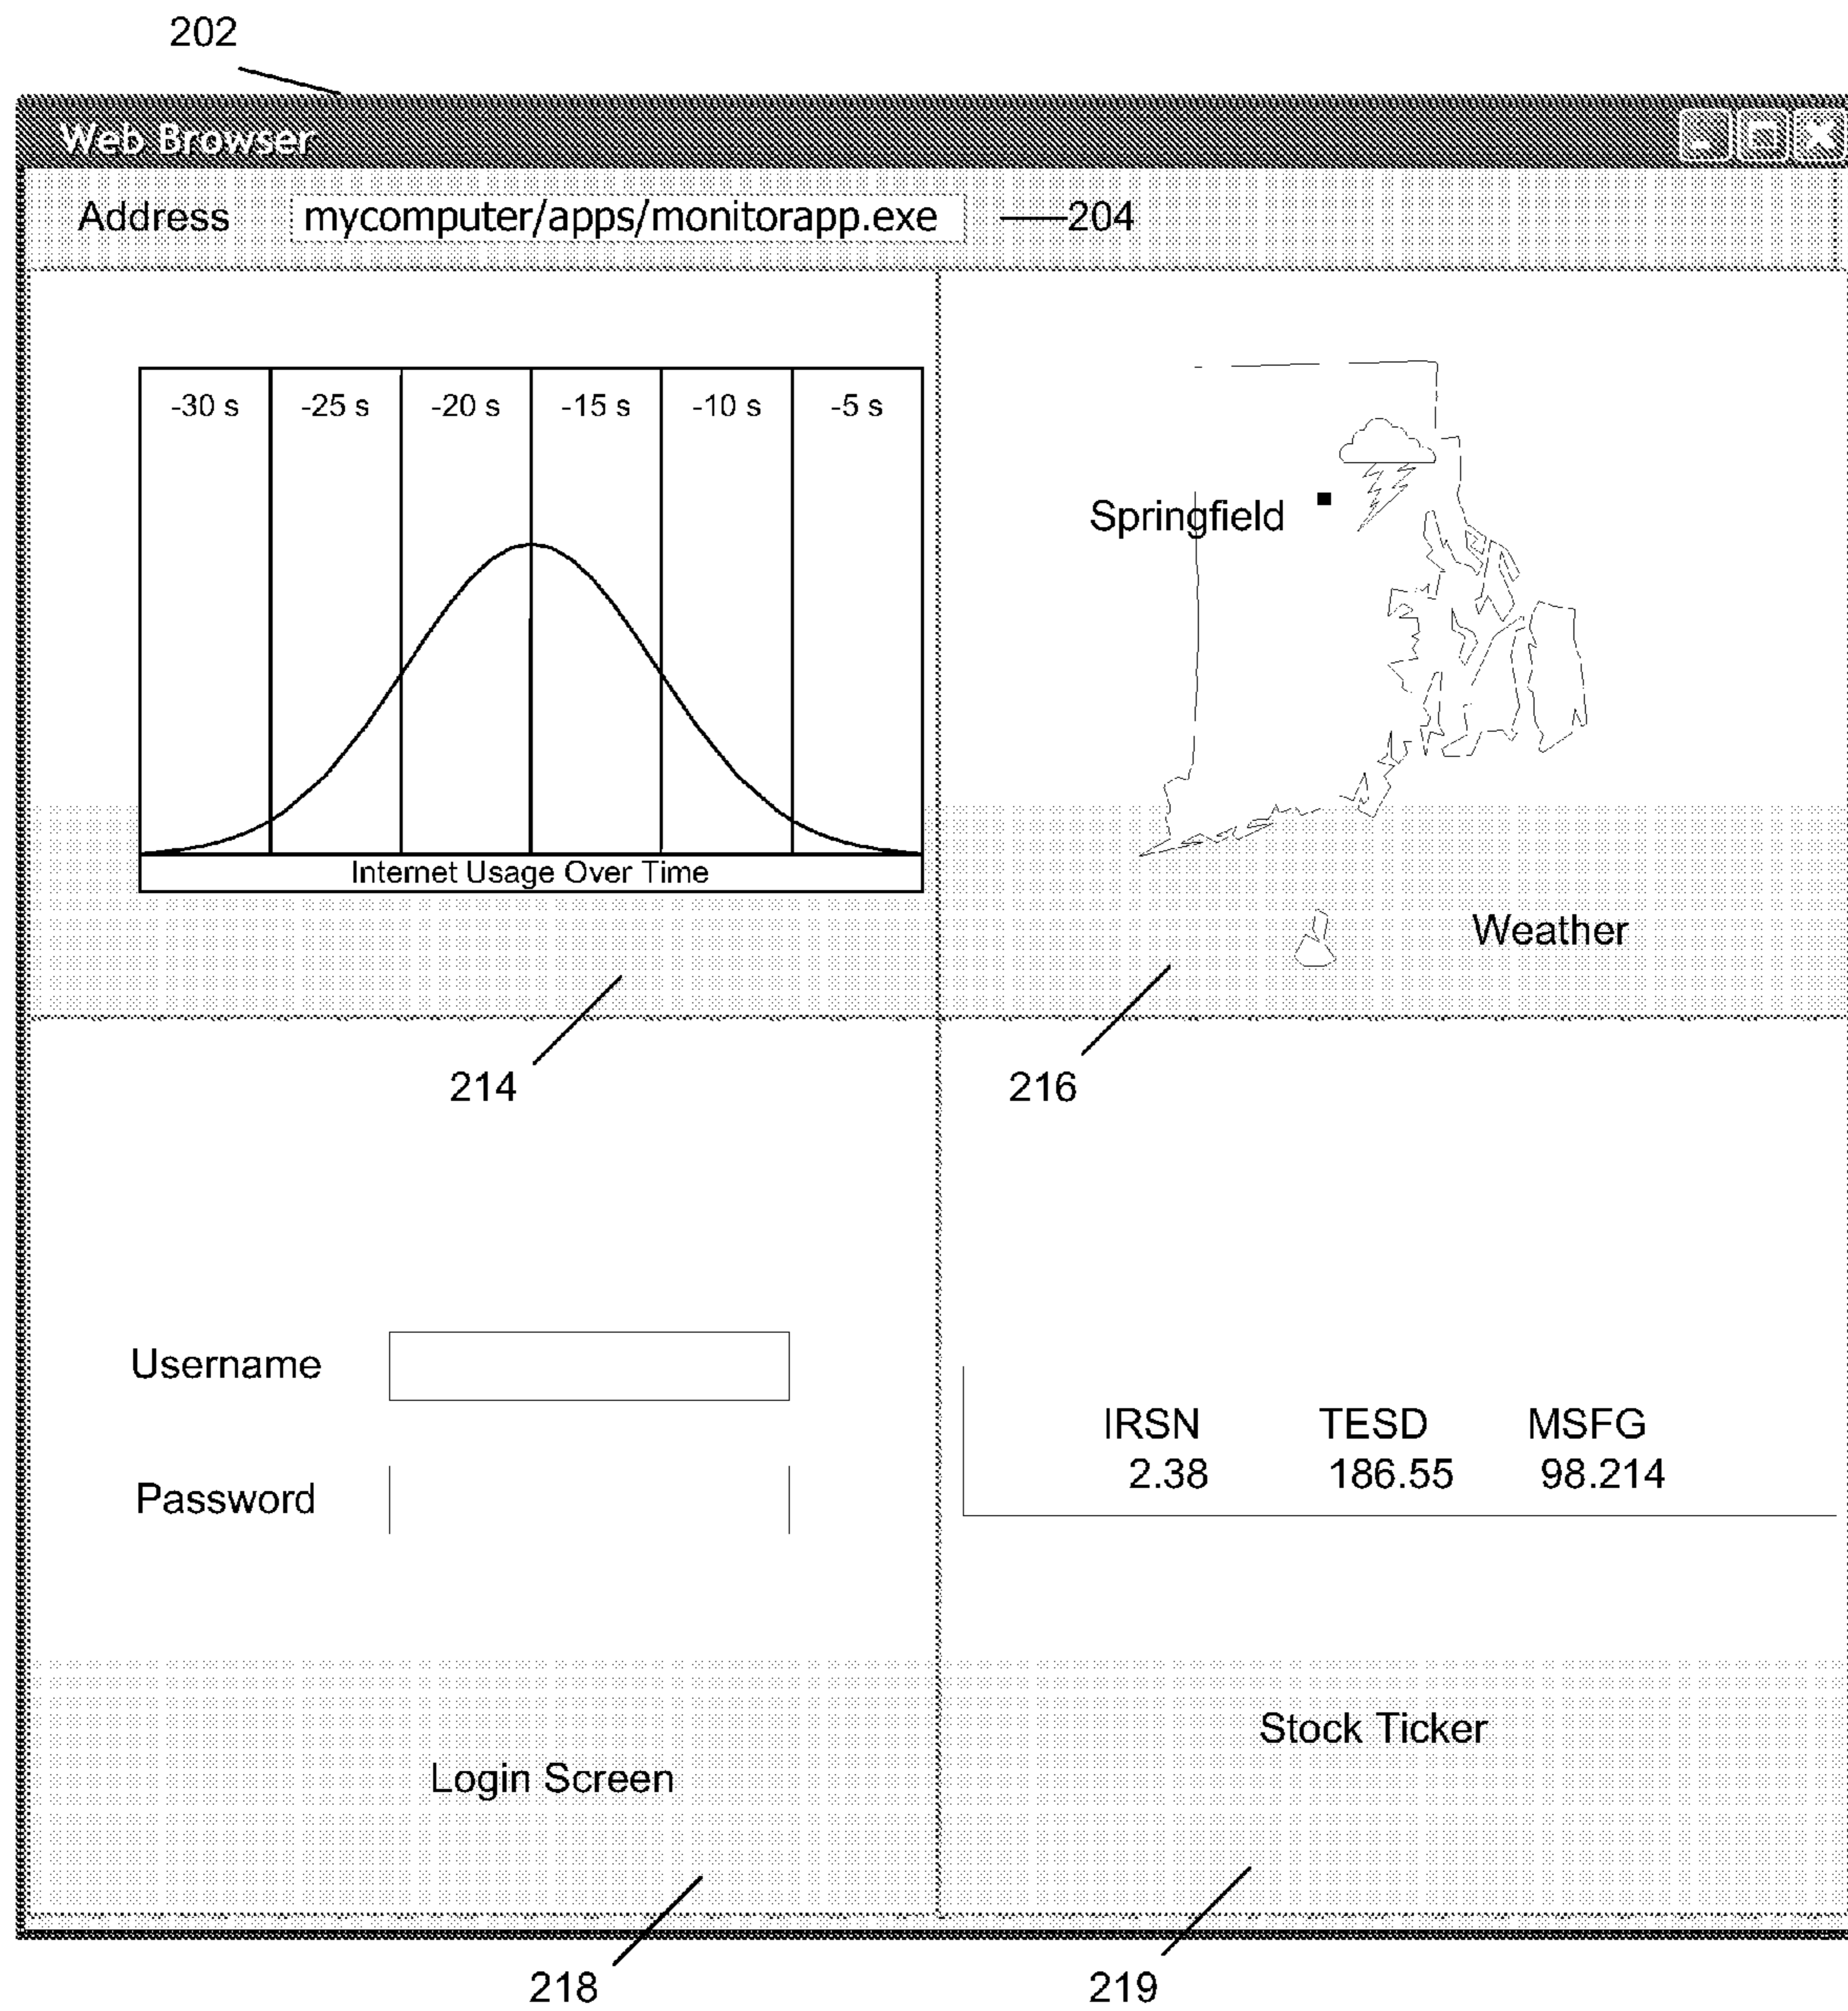 202
Web Browser
Address mycomputer/apps/monitorapp.exe 204
-30 s -25 s -20 s -15 s -10 s -5 s
Internet Usage Over Time
Springfield
Weather
214
216
Username
Password
IRSN TESD MSFG
2.38 186.55 98.214
Login Screen
Stock Ticker
218
219